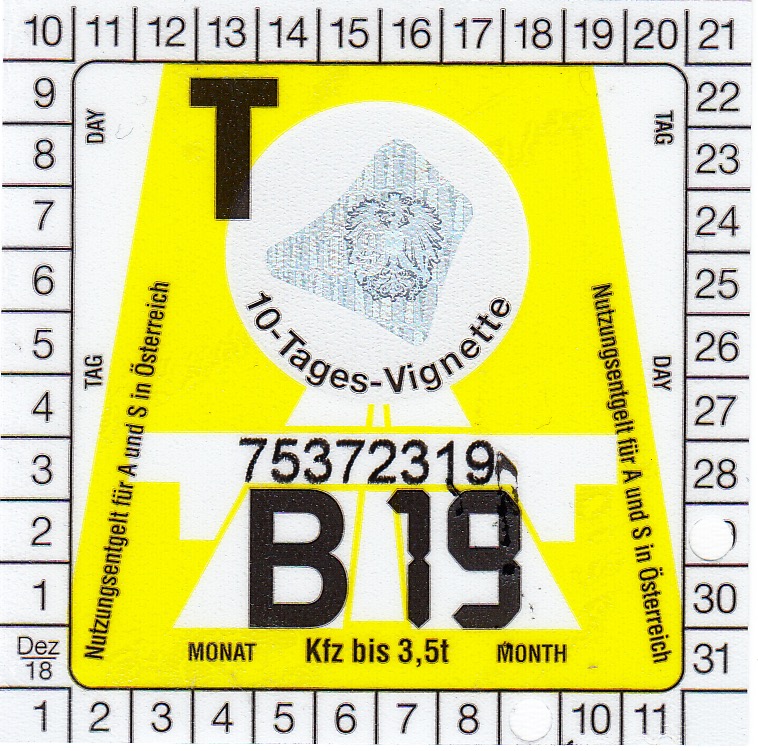 10 11 12 13 14 15 16 17 18 19 20 21
9 22
8 23
7 24
6 25
5 26
4 27
3 28
2
1 30
Dez 18 31
1 2 3 4 5 6 7 8 10 11
DAY
TAG
T
10-Tages-Vignette
TAG
DAY
Nutzungsentgelt für A und S in Österreich
Nutzungsentgelt für A und S in Österreich
75372319
B 19
MONAT Kfz bis 3,5t MONTH